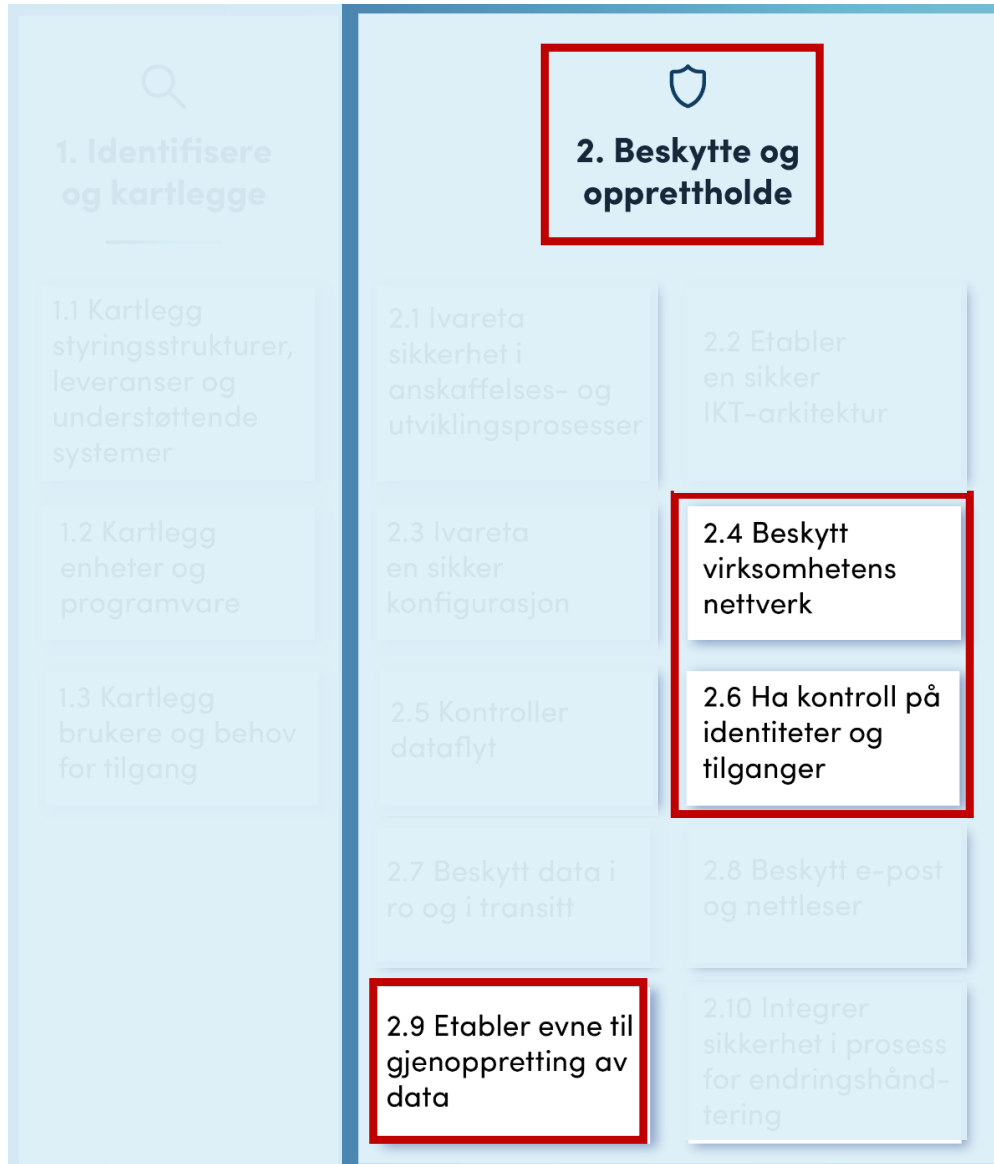 1. Identifisere
og kartlegge
1.1 Kartlegg
styringsstrukturer,
leveranser og
understøttende
systemer
1.2 Kartlegg
enheter og
programvare
1.3 Kartlegg
brukere og behov
for tilgang
2. Beskytte og
opprettholde
2.1 Ivareta
sikkerhet i
anskaffelses– og
utviklingsprosesser
2.2 Etabler
en sikker
IKT–arkitektur
2.3 Ivareta
en sikker
konfigurasjon
2.4 Beskytt
virksomhetens
nettverk
2.5 Kontroller
dataflyt
2.6 Ha kontroll på
identiteter og
tilganger
2.7 Beskytt data i
ro og i transitt
2.8 Beskytt e-post
og nettleser
2.9 Etabler evne til
gjenoppretting av
data
2.10 Integrer
sikkerhet i prosess
for endringshånd-
tering